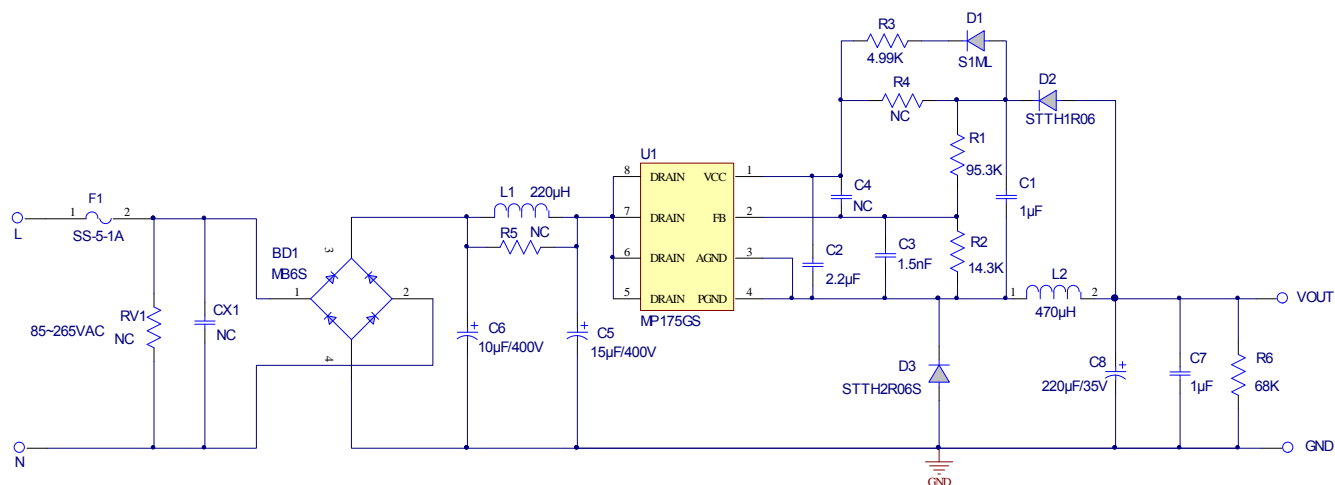 R3
4.99K
D1
S1ML
R4
NC
D2
STTH1R06
R1
95.3K
C1
1µF
U1
8 DRAIN VCC 1
7 DRAIN FB 2
6 DRAIN AGND 3
5 DRAIN PGND 4
MP175GS
C4
NC
C2
2.2µF
C3
1.5nF
R2
14.3K
L1 220µH
R5 NC
F1
1 2
L
SS-5-1A
BD1
MB6S
3
1
2
4
RV1
NC
CX1
NC
85~265VAC
C6
10µF/400V
C5
15µF/400V
D3
STTH2R06S
L2
1 2
470µH
VOUT
C8
220µF/35V
C7
1µF
R6
68K
N
GND
GND